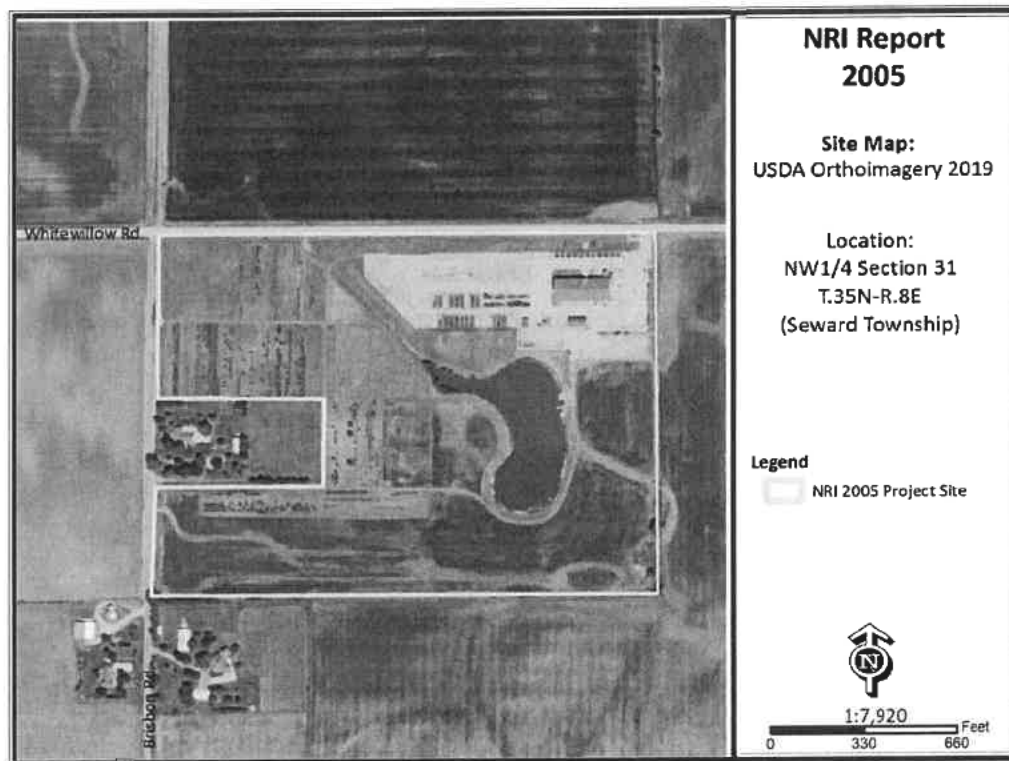 NRI Report
2005
Site Map:
USDA Orthoimagery 2019
Location:
NW1/4 Section 31
T.35N-R.8E
(Seward Township)
Legend
NRI 2005 Project Site
N
1:7,920
Feet
0 330 660
Whitewillow Rd.
Brisbon Rd.